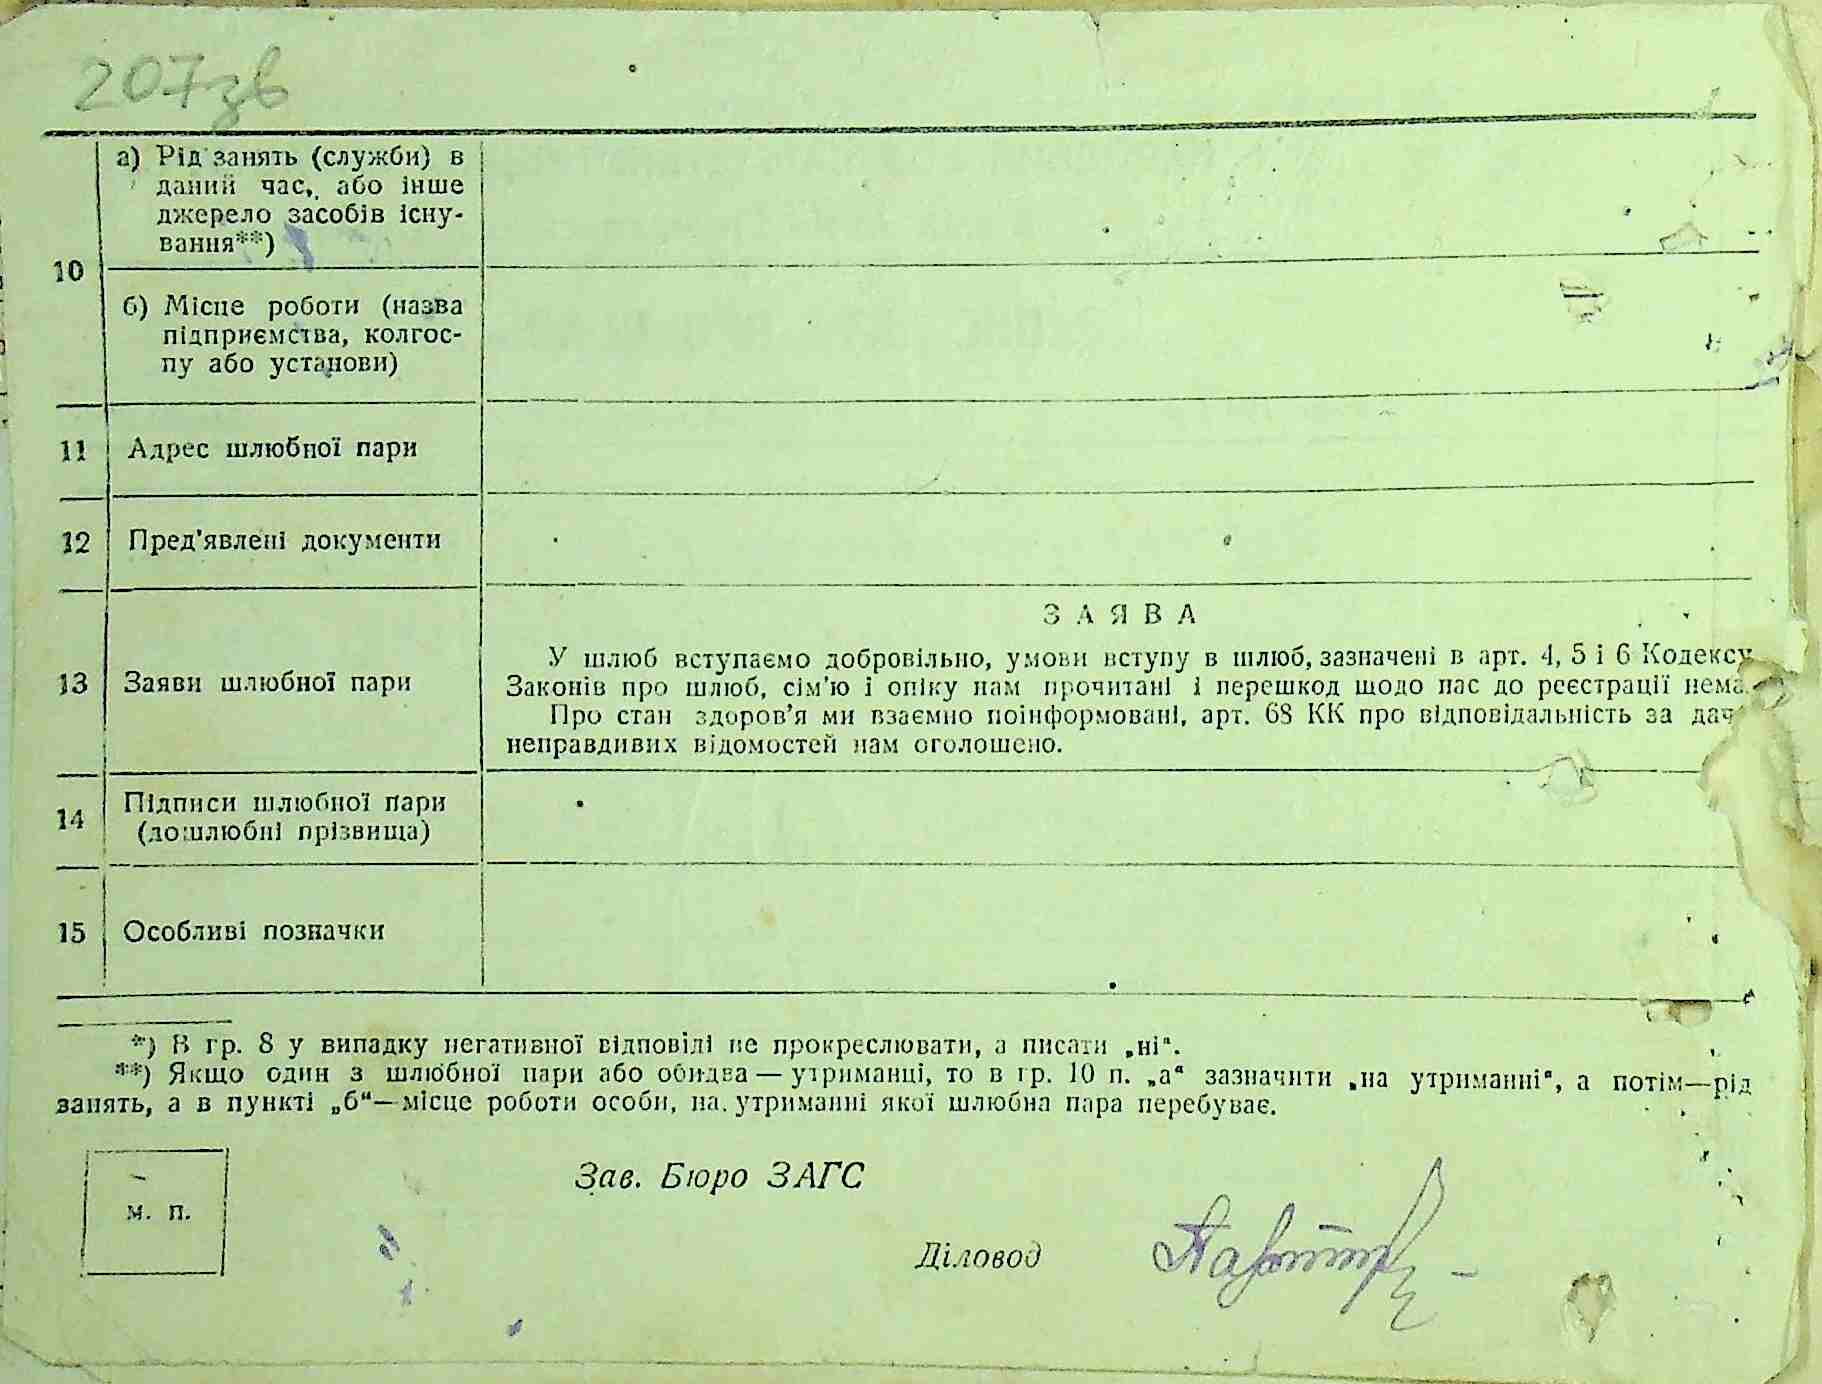 207зв
а) Рід занять (служби) в
даний час, або інше
джерело засобів існу-
вання**)
10
б) Місце роботи (назва
підприємства, колгос-
пу або установи)
11 Адрес шлюбної пари
12 Пред'явлені документи
З А Я В А
13 Заяви шлюбної пари
У шлюб вступаємо добровільно, умови вступу в шлюб, зазначені в арт. 4, 5 і 6 Кодексу
Законів про шлюб, сім'ю і опіку нам прочитані і перешкод щодо нас до реєстрації нема
Про стан здоров'я ми взаємно поінформовані, арт. 68 КК про відповідальність за дач
неправдивих відомостей нам оголошено.
14 Підписи шлюбної пари
(дошлюбні прізвища)
15 Особливі позначки
*) В гр. 8 у випадку негативної відповіді не прокреслювати, а писати „ні“.
**) Якщо один з шлюбної пари або обидва — утриманці, то в гр. 10 п. „а“ зазначити „на утриманні“, а потім—рід
занять, а в пункті „б“—місце роботи особи, на утриманні якої шлюбна пара перебуває.
м. п.
Зав. Бюро ЗАГС
Діловод